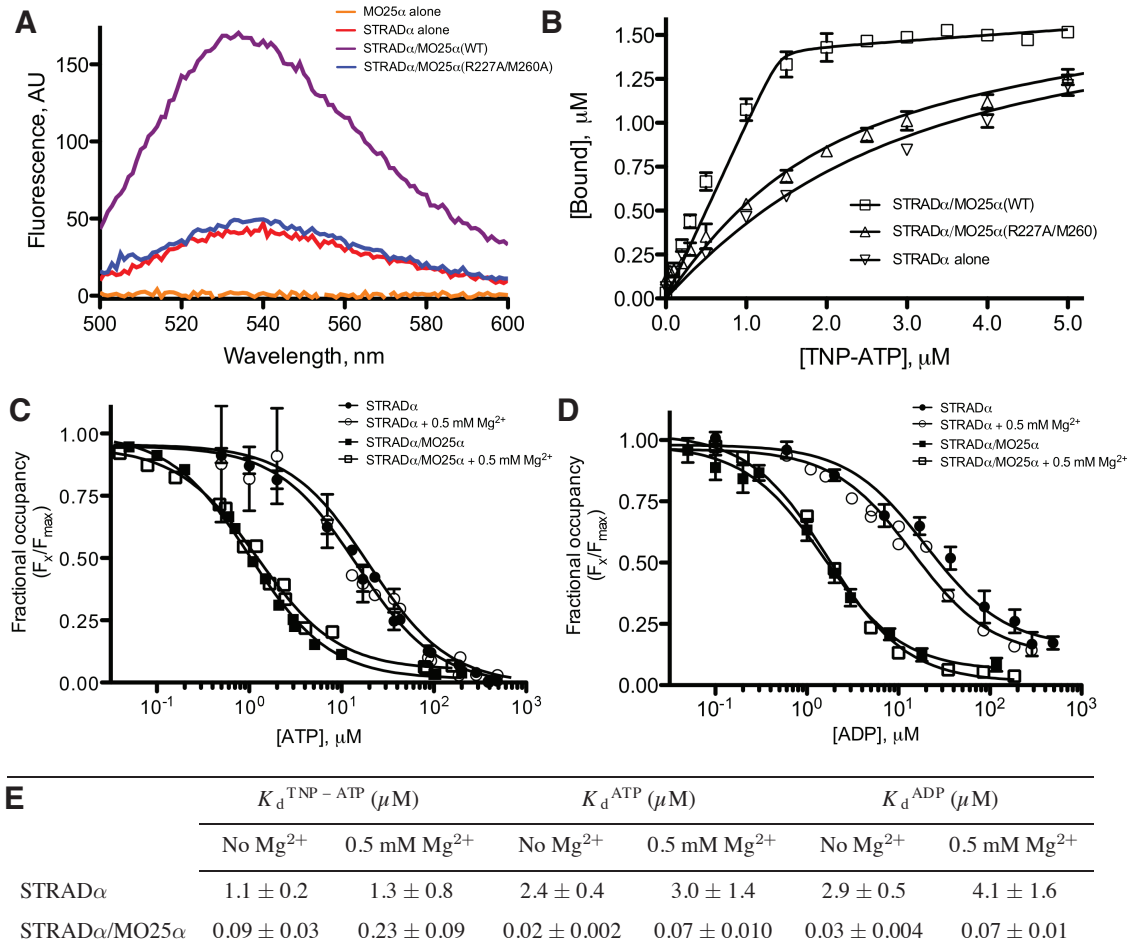 A
MO25α alone
STRADα alone
STRADα/MO25α(WT)
STRADα/MO25α(R227A/M260A)
Fluorescence, AU
150
100
50
0
500 520 540 560 580 600
Wavelength, nm
B
[Bound], μM
1.50
1.25
1.00
0.75
0.50
0.25
0.00
STRADα/MO25α(WT)
STRADα/MO25α(R227A/M260)
STRADα alone
0.0 1.0 2.0 3.0 4.0 5.0
[TNP-ATP], μM
C
STRADα
STRADα + 0.5 mM Mg²⁺
STRADα/MO25α
STRADα/MO25α + 0.5 mM Mg²⁺
Fractional occupancy
(Fₓ/Fₘₐₓ)
1.00
0.75
0.50
0.25
0.00
10⁻¹ 10⁰ 10¹ 10² 10³
[ATP], μM
D
STRADα
STRADα + 0.5 mM Mg²⁺
STRADα/MO25α
STRADα/MO25α + 0.5 mM Mg²⁺
Fractional occupancy
(Fₓ/Fₘₐₓ)
1.00
0.75
0.50
0.25
0.00
10⁻¹ 10⁰ 10¹ 10² 10³
[ADP], μM
E
K d TNP – ATP (μM) K d ATP (μM) K d ADP (μM)
No Mg²⁺ 0.5 mM Mg²⁺ No Mg²⁺ 0.5 mM Mg²⁺ No Mg²⁺ 0.5 mM Mg²⁺
STRADα 1.1 ± 0.2 1.3 ± 0.8 2.4 ± 0.4 3.0 ± 1.4 2.9 ± 0.5 4.1 ± 1.6
STRADα/MO25α 0.09 ± 0.03 0.23 ± 0.09 0.02 ± 0.002 0.07 ± 0.010 0.03 ± 0.004 0.07 ± 0.01